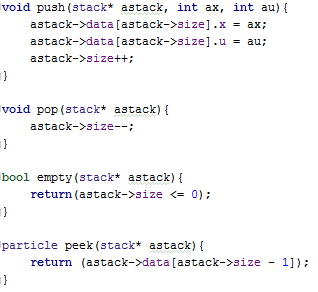 void push(stack* astack, int ax, int au){
    astack->data[astack->size].x = ax;
    astack->data[astack->size].u = au;
    astack->size++;
}

void pop(stack* astack){
    astack->size--;
}

bool empty(stack* astack){
    return(astack->size <= 0);
}

particle peek(stack* astack){
    return (astack->data[astack->size - 1]);
}